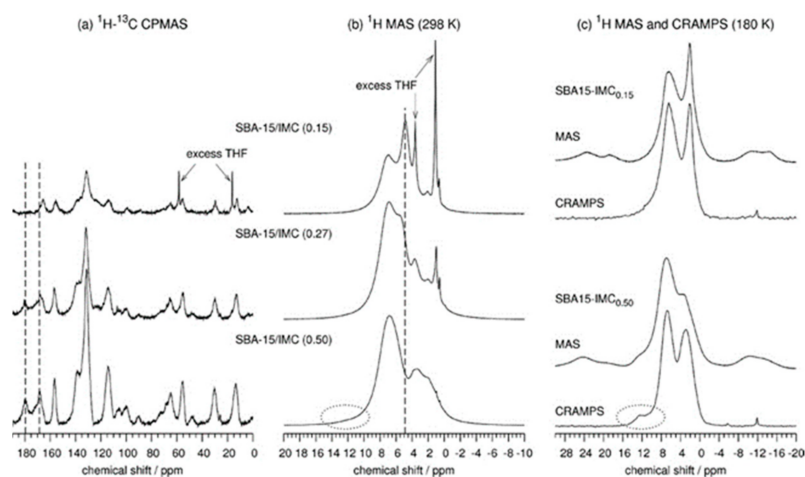 (a) ¹H-¹³C CPMAS
(b) ¹H MAS (298 K)
(c) ¹H MAS and CRAMPS (180 K)
excess THF
SBA-15/IMC (0.15)
excess THF
SBA-15/IMC (0.27)
SBA-15/IMC (0.50)
SBA15-IMC₀.₁₅
MAS
CRAMPS
SBA15-IMC₀.₅₀
MAS
CRAMPS
180 160 140 120 100 80 60 40 20 0
chemical shift / ppm
20 18 16 14 12 10 8 6 4 2 0 -2 -4 -6 -8 -10
chemical shift / ppm
28 24 20 16 12 8 4 0 -4 -8 -12 -16 -20
chemical shift / ppm